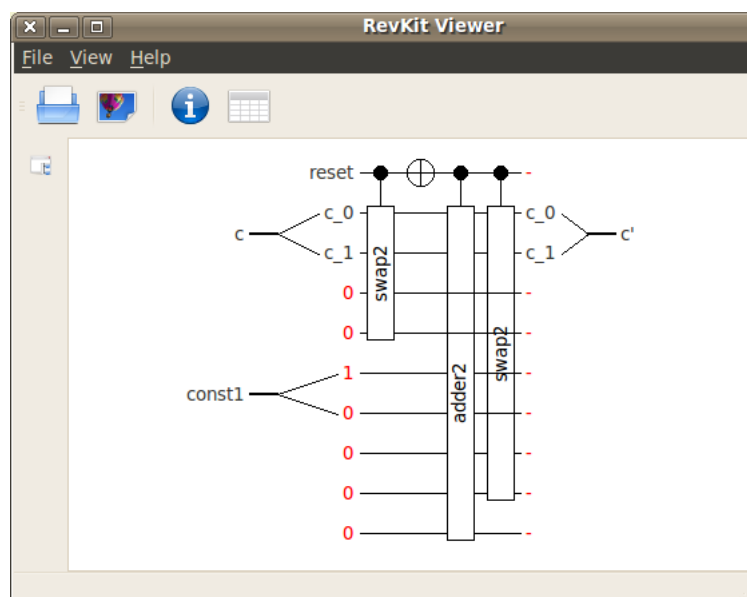 RevKit Viewer
File View Help
reset -
c c_0 c_0 c'
c_1 c_1
swap2
0 -
0 -
swap2
const1 1 -
adder2
0 -
0 -
0 -
0 -